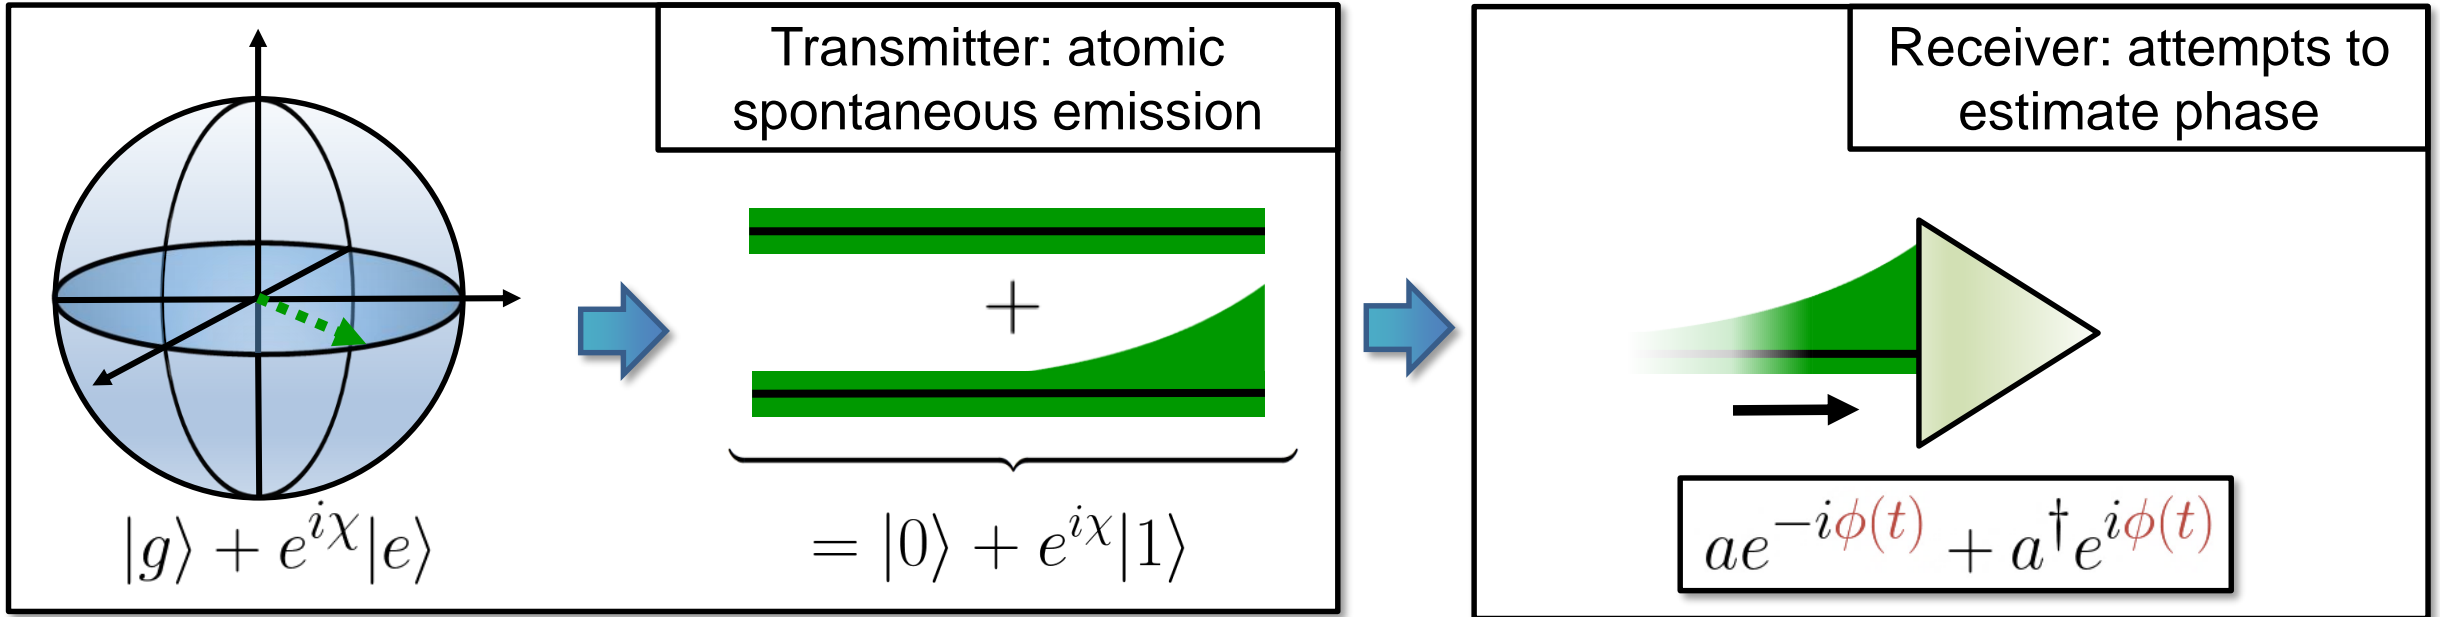 Transmitter: atomic
spontaneous emission
+
|g⟩ + e^{iχ}|e⟩
= |0⟩ + e^{iχ}|1⟩
Receiver: attempts to
estimate phase
ae^{-iϕ(t)} + a^†e^{iϕ(t)}